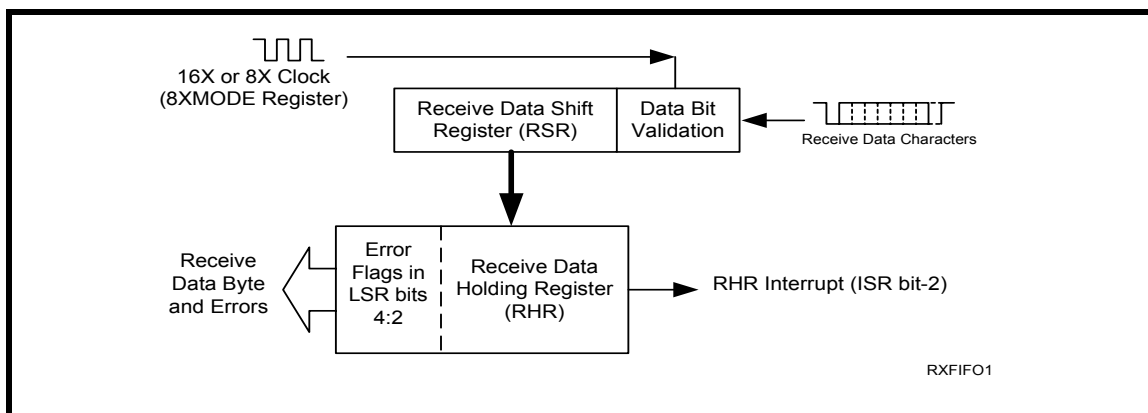 16X or 8X Clock
(8XMODE Register)
Receive Data Shift
Register (RSR)
Data Bit
Validation
Receive Data Characters
Receive
Data Byte
and Errors
Error
Flags in
LSR bits
4:2
Receive Data
Holding Register
(RHR)
RHR Interrupt (ISR bit-2)
RXFIFO1